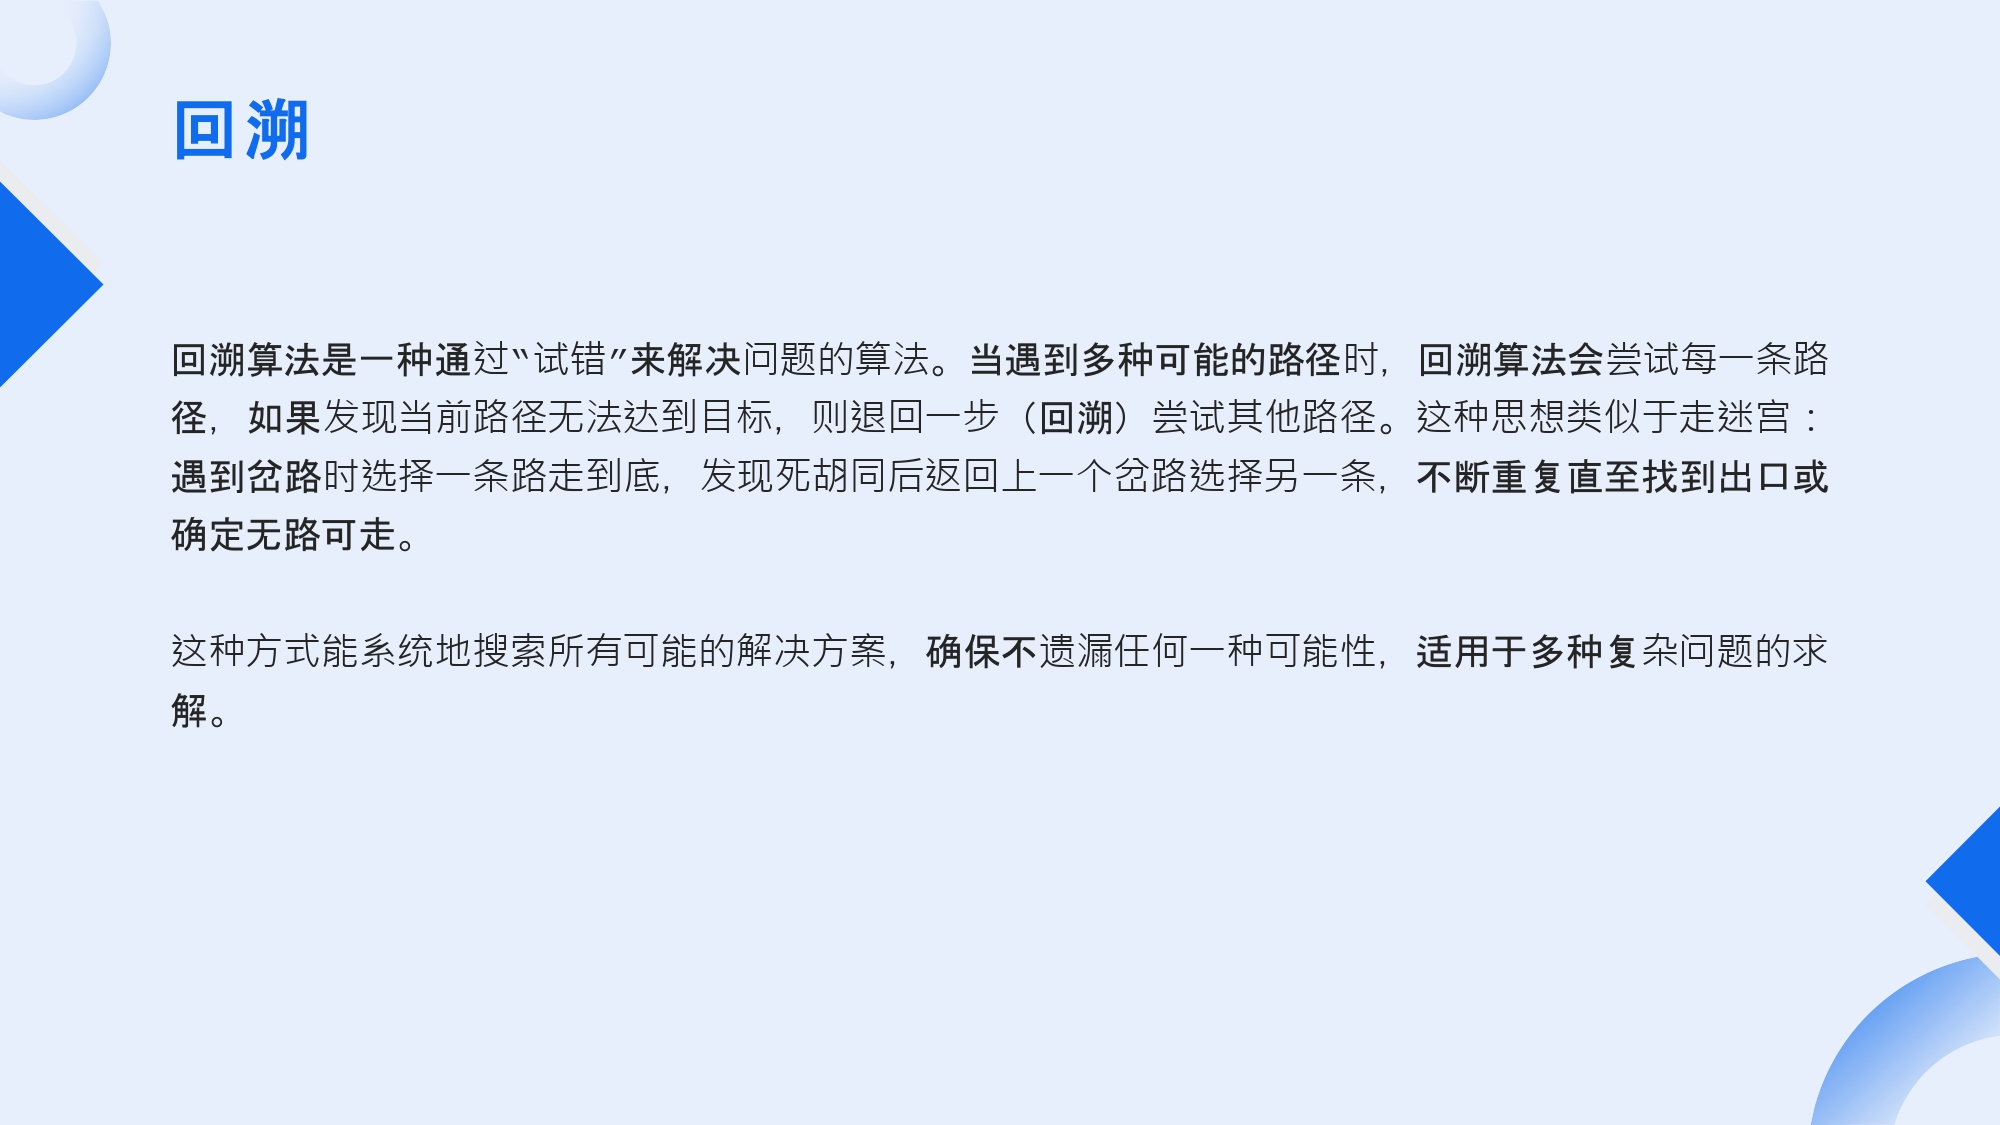 回溯
回溯算法是一种通过“试错”来解决问题的算法。当遇到多种可能的路径时，回溯算法会尝试每一条路
径，如果发现当前路径无法达到目标，则退回一步（回溯）尝试其他路径。这种思想类似于走迷宫：
遇到岔路时选择一条路走到底，发现死胡同后返回上一个岔路选择另一条，不断重复直至找到出口或
确定无路可走。
这种方式能系统地搜索所有可能的解决方案，确保不遗漏任何一种可能性，适用于多种复杂问题的求
解。